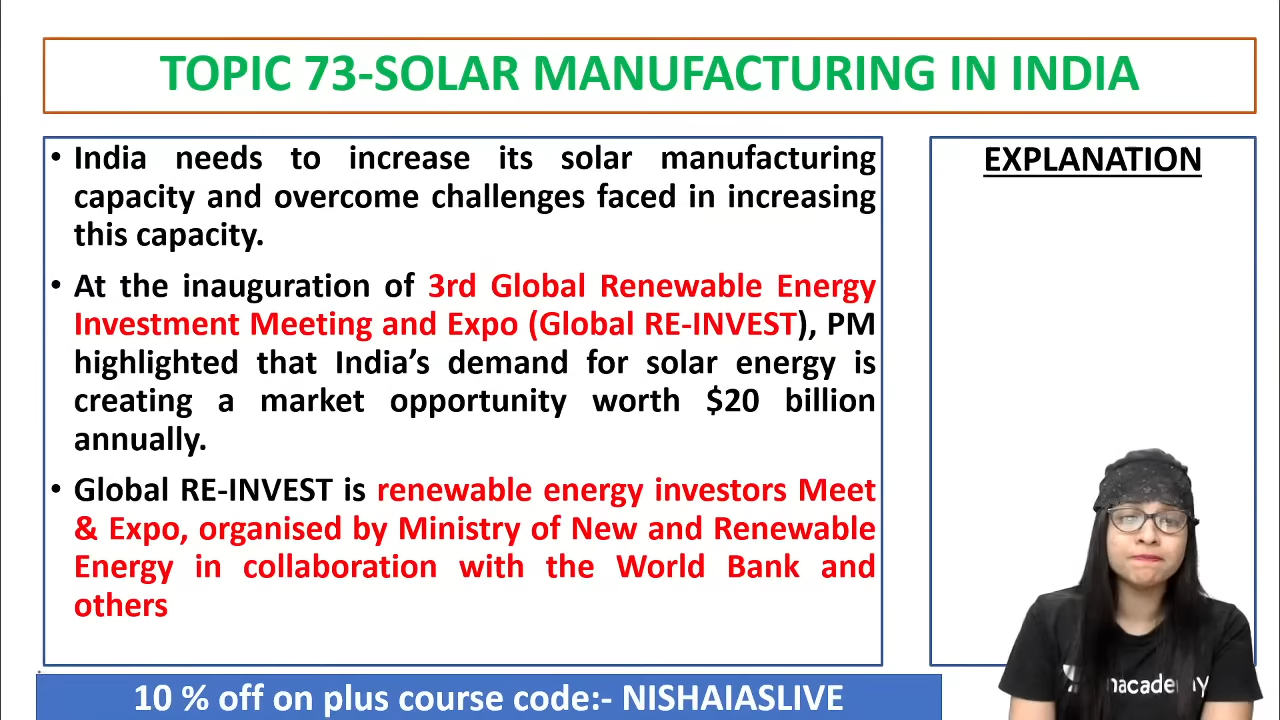 TOPIC 73-SOLAR MANUFACTURING IN INDIA
• India needs to increase its solar manufacturing
capacity and overcome challenges faced in increasing
this capacity.
• At the inauguration of 3rd Global Renewable Energy
Investment Meeting and Expo (Global RE-INVEST), PM
highlighted that India’s demand for solar energy is
creating a market opportunity worth $20 billion
annually.
• Global RE-INVEST is renewable energy investors Meet
& Expo, organised by Ministry of New and Renewable
Energy in collaboration with the World Bank and
others
EXPLANATION
10 % off on plus course code:- NISHAIASLIVE